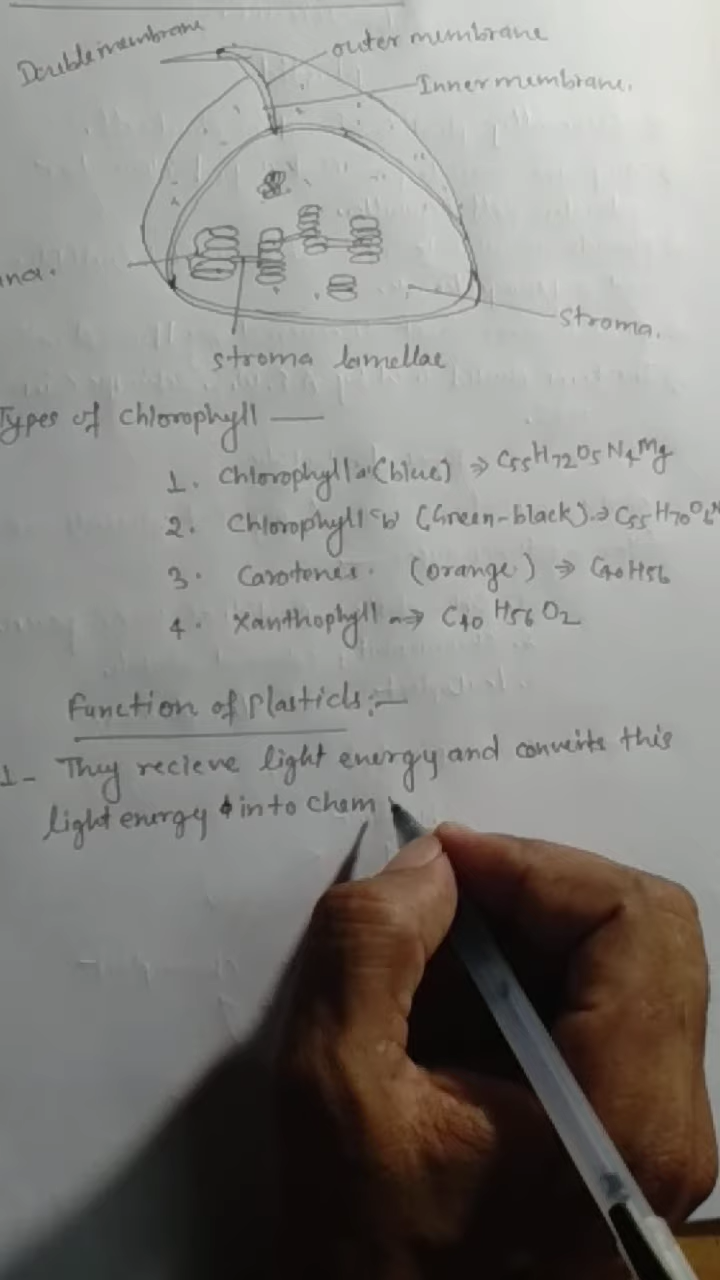 Double membrane
outer membrane
Inner membrane.
na.
stroma.
stroma lamellae
Types of chlorophyll —
1. Chlorophyll 'a' (blue) ⇒ C55H72O5N4Mg
2. Chlorophyll 'b' (Green-black). ⇒ C55H70O6N
3. Carotenes. (orange.) ⇒ C40H56
4. Xanthophyll ⇒ C40H56O2
Function of Plastids:—
1- They recieve light energy and converts this
light energy into chem